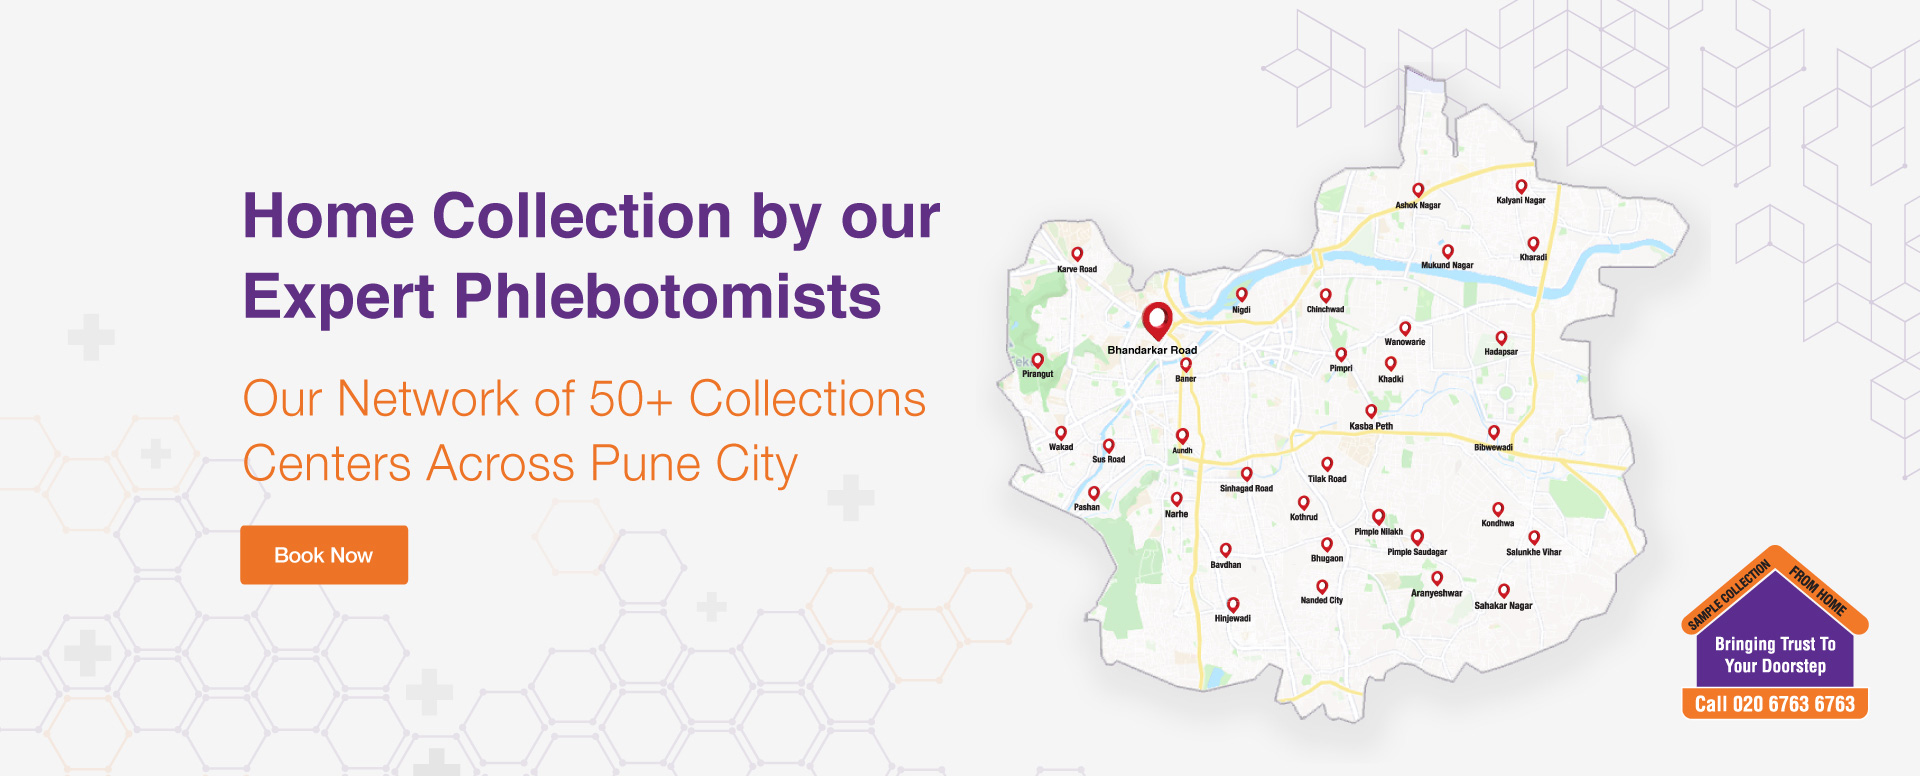 Home Collection by our
Expert Phlebotomists
Our Network of 50+ Collections
Centers Across Pune City
Book Now
Ashok Nagar
Kalyani Nagar
Karve Road
Mukund Nagar
Kharadi
Nigdi
Chinchwad
Bhandarkar Road
Wanowarie
Hadapsar
Pirangut
Baner
Pimpri
Khadki
Kasba Peth
Wakad
Sus Road
Aundh
Bibwewadi
Sinhagad Road
Tilak Road
Pashan
Narhe
Kothrud
Pimple Nilakh
Kondhwa
Bavdhan
Bhugaon
Pimple Saudagar
Salunkhe Vihar
Hinjewadi
Nanded City
Aranyeshwar
Sahakar Nagar
SAMPLE COLLECTION
FROM HOME
Bringing Trust To
Your Doorstep
Call 020 6763 6763